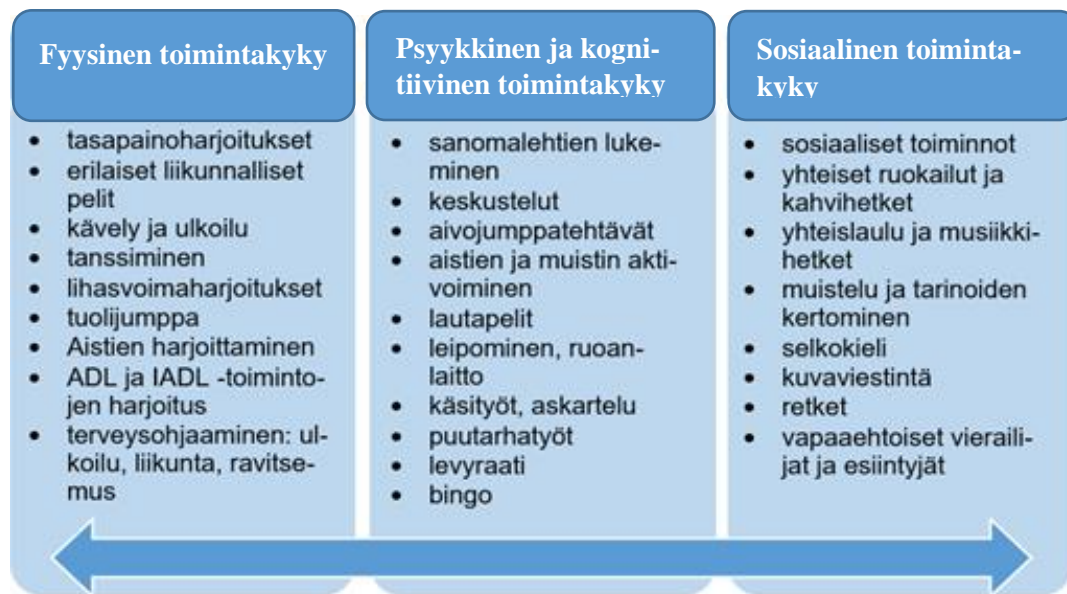 Fyysinen toimintakyky
tasapainoharjoitukset
erilaiset liikunnalliset
pelit
kävely ja ulkoilu
tanssiminen
lihasvoimaharjoitukset
tuolijumppa
Aistien harjoittaminen
ADL ja IADL -toiminto-
jen harjoitus
terveysohjaaminen: ul-
koilu, liikunta, ravitse-
mus
Psyykkinen ja kogni-
tiivinen toimintakyky
sanomalehtien luke-
minen
keskustelut
aivojumppatehtävät
aistien ja muistin akti-
voiminen
lautapelit
leipominen, ruoan-
laitto
käsityöt, askartelu
puutarhatyöt
levyraati
bingo
Sosiaalinen toiminta-
kyky
sosiaaliset toiminnot
yhteiset ruokailut ja
kahvihetket
yhteislaulu ja musiikki-
hetket
muistelu ja tarinoiden
kertominen
selkokieli
kuvaviestintä
retket
vapaaehtoiset vieraili-
jat ja esiintyjät